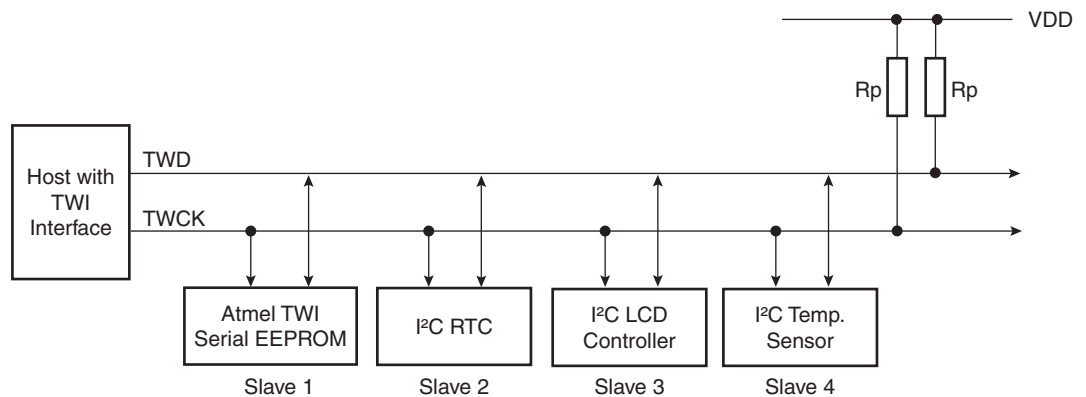 VDD
Rp
Rp
Host with
TWI
Interface
TWD
TWCK
Atmel TWI
Serial EEPROM
I²C RTC
I²C LCD
Controller
I²C Temp.
Sensor
Slave 1
Slave 2
Slave 3
Slave 4